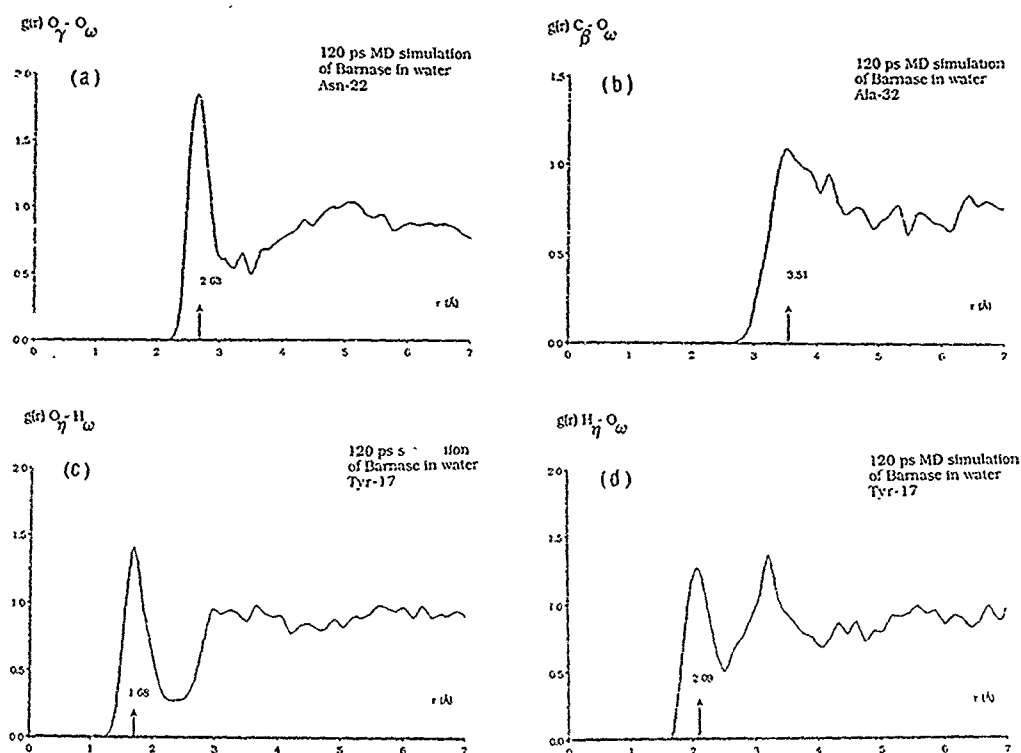 g(r) Oγ-Oω
(a)
120 ps MD simulation
of Barnase in water
Asn-22
2.0
1.5
1.0
0.5
0.0
2.63
r (Å)
0 1 2 3 4 5 6 7
g(r) Cβ-Oω
(b)
120 ps MD simulation
of Barnase in water
Ala-32
1.5
1.0
0.5
0.0
3.51
r (Å)
0 1 2 3 4 5 6 7
g(r) Oη-Hω
(c)
120 ps
of Barnase in water
Tyr-17
2.0
1.5
1.0
0.5
0.0
1.68
r (Å)
0 1 2 3 4 5 6 7
g(r) Hη-Oω
(d)
120 ps MD simulation
of Barnase in water
Tyr-17
2.0
1.5
1.0
0.5
0.0
2.09
r (Å)
0 1 2 3 4 5 6 7